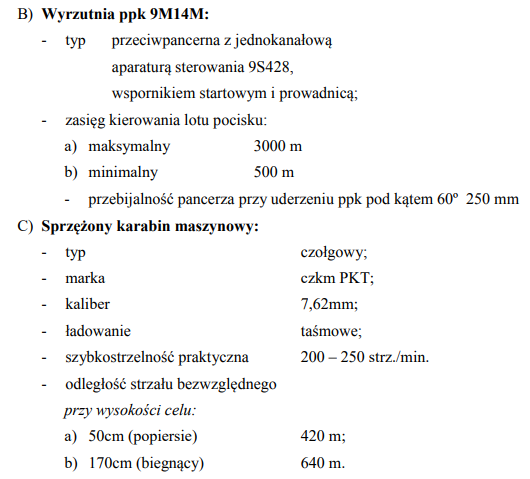 B) Wyrzutnia ppk 9M14M:
- typ przeciwpancerna z jednokanałową
aparaturą sterowania 9S428,
wspornikiem startowym i prowadnicą;
- zasięg kierowania lotu pocisku:
a) maksymalny 3000 m
b) minimalny 500 m
- przebijalność pancerza przy uderzeniu ppk pod kątem 60º 250 mm
C) Sprzężony karabin maszynowy:
- typ czołgowy;
- marka czkm PKT;
- kaliber 7,62mm;
- ładowanie taśmowe;
- szybkostrzelność praktyczna 200 – 250 strz./min.
- odległość strzału bezwzględnego
przy wysokości celu:
a) 50cm (popiersie) 420 m;
b) 170cm (biegnący) 640 m.